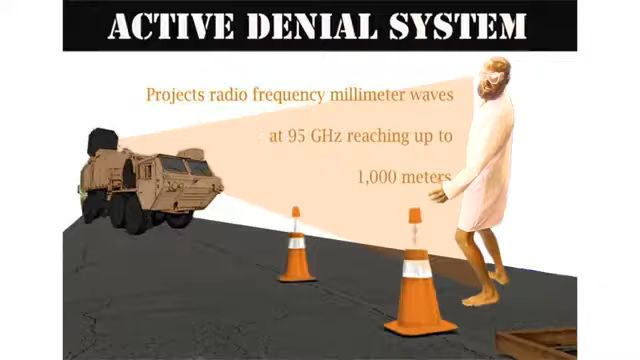 ACTIVE DENIAL SYSTEM
Projects radio frequency millimeter waves
at 95 GHz reaching up to
1,000 meters